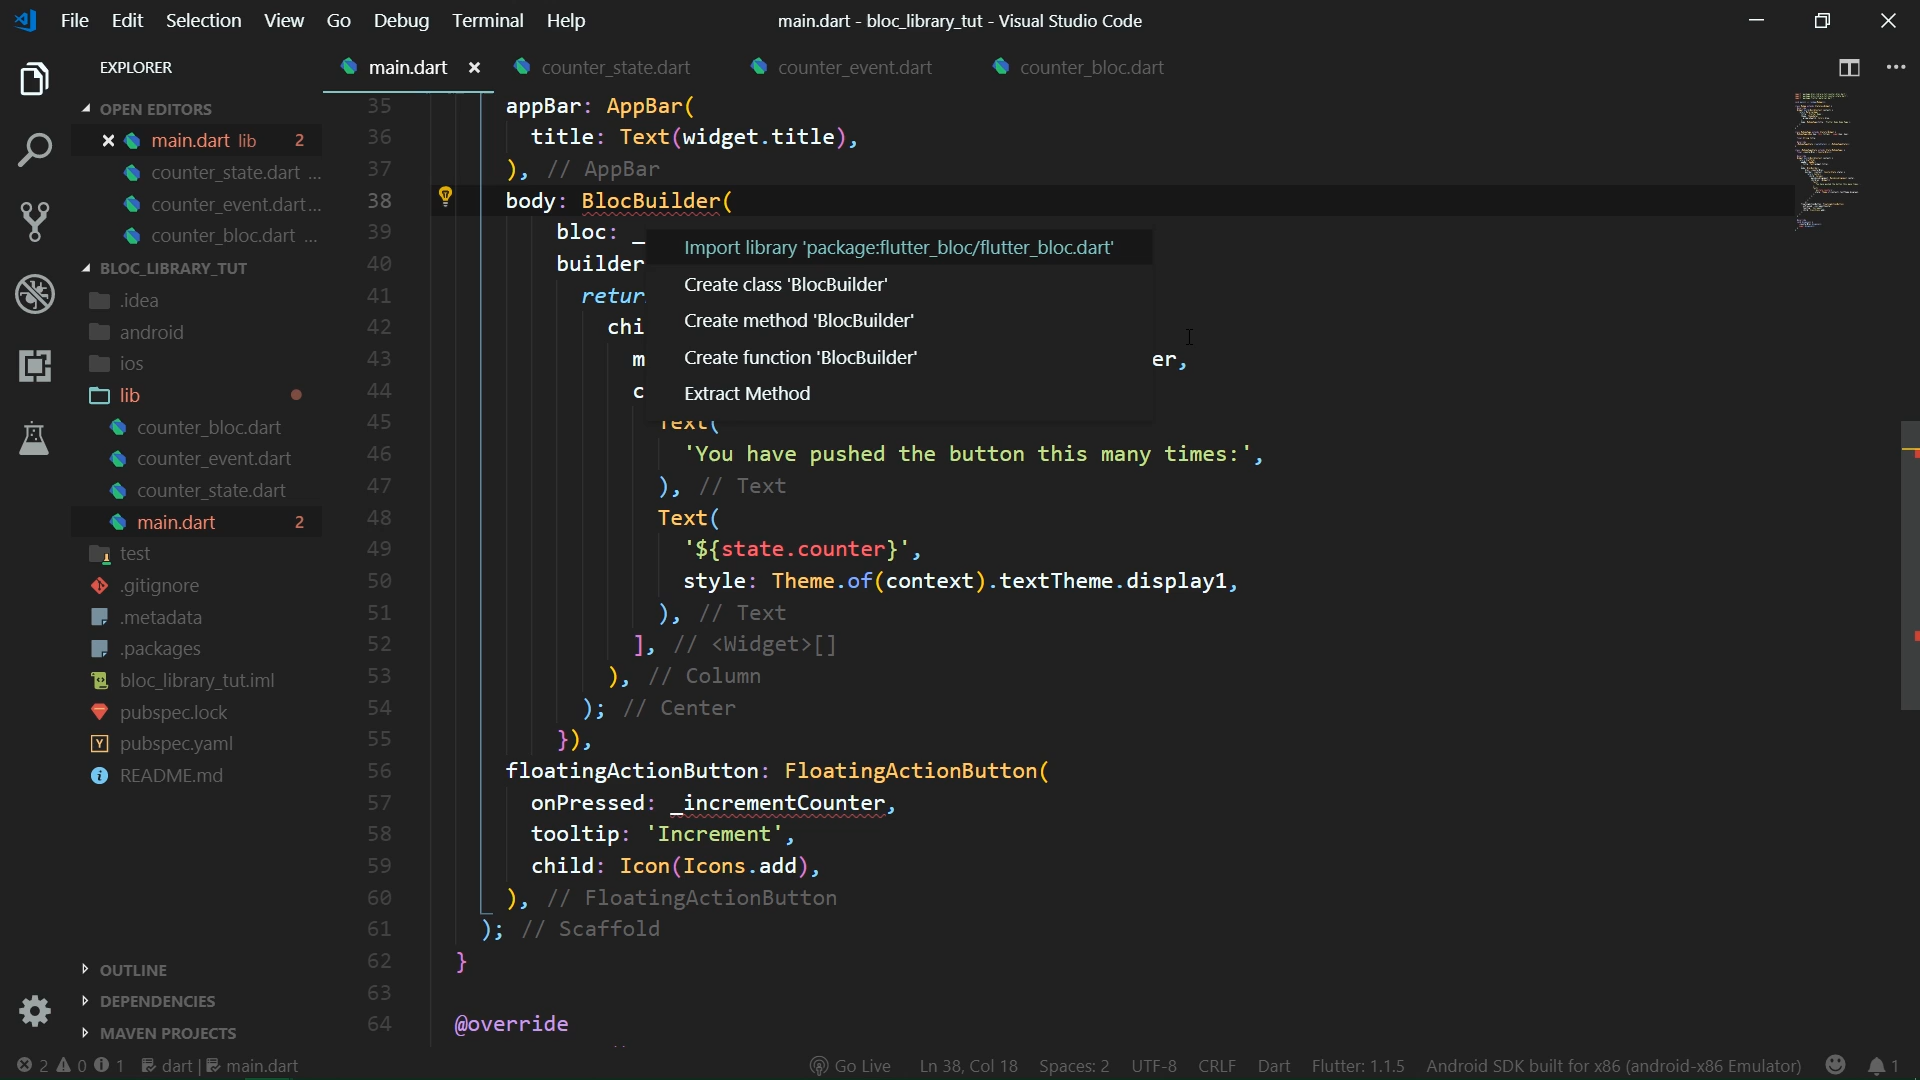 File Edit Selection View Go Debug Terminal Help
main.dart - bloc_library_tut - Visual Studio Code
EXPLORER
main.dart
counter_state.dart
counter_event.dart
counter_bloc.dart
OPEN EDITORS
main.dart lib 2
counter_state.dart ...
counter_event.dart...
counter_bloc.dart ...
BLOC_LIBRARY_TUT
.idea
android
ios
lib
counter_bloc.dart
counter_event.dart
counter_state.dart
main.dart 2
test
.gitignore
.metadata
.packages
bloc_library_tut.iml
pubspec.lock
pubspec.yaml
README.md
OUTLINE
DEPENDENCIES
MAVEN PROJECTS
35 appBar: AppBar(
36 title: Text(widget.title),
37 ), // AppBar
38 body: BlocBuilder(
39 bloc: _
40 builder
41 retur
42 chi
43 m er,
44 c
45 Text(
46 'You have pushed the button this many times:',
47 ), // Text
48 Text(
49 '${state.counter}',
50 style: Theme.of(context).textTheme.display1,
51 ), // Text
52 ], // <Widget>[]
53 ), // Column
54 ); // Center
55 }),
56 floatingActionButton: FloatingActionButton(
57 onPressed: _incrementCounter,
58 tooltip: 'Increment',
59 child: Icon(Icons.add),
60 ), // FloatingActionButton
61 ); // Scaffold
62 }
63
64 @override
Import library 'package:flutter_bloc/flutter_bloc.dart'
Create class 'BlocBuilder'
Create method 'BlocBuilder'
Create function 'BlocBuilder'
Extract Method
2 0 1 dart | main.dart
Go Live Ln 38, Col 18 Spaces: 2 UTF-8 CRLF Dart Flutter: 1.1.5 Android SDK built for x86 (android-x86 Emulator) 1